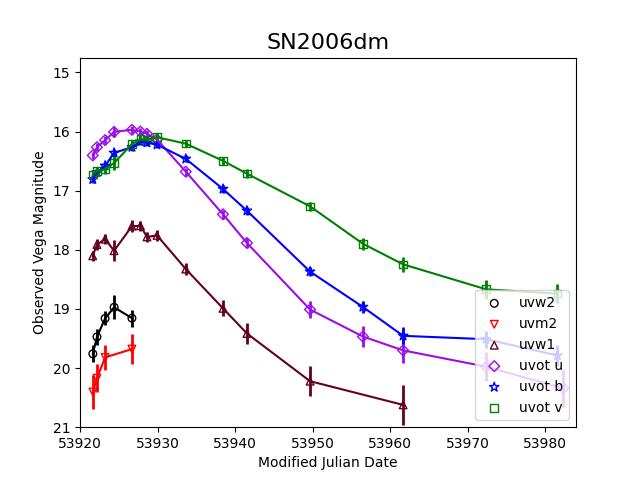 SN2006dm
Observed Vega Magnitude
15
16
17
18
19
20
21
53920 53930 53940 53950 53960 53970 53980
Modified Julian Date
uvw2
uvm2
uvw1
uvot u
uvot b
uvot v